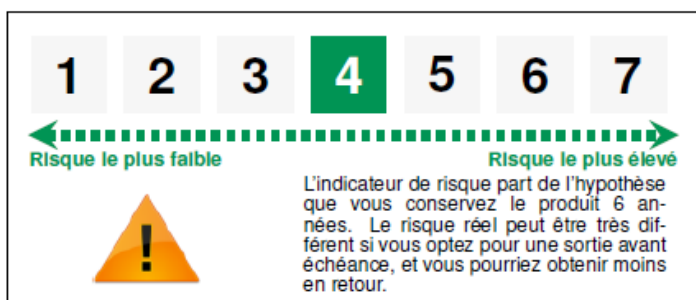 1 2 3 4 5 6 7
Risque le plus faible Risque le plus élevé
L'indicateur de risque part de l'hypothèse
que vous conservez le produit 6 an-
nées. Le risque réel peut être très dif-
férent si vous optez pour une sortie avant
échéance, et vous pourriez obtenir moins
en retour.
!